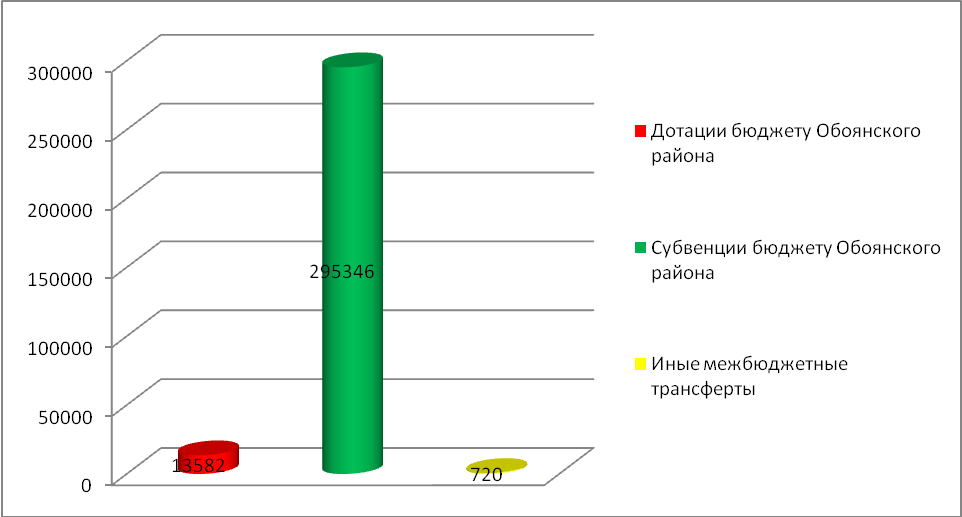 300000
250000
200000
150000
100000
50000
0
13582
295346
720
Дотации бюджету Обоянского
района
Субвенции бюджету Обоянского
района
Иные межбюджетные
трансферты